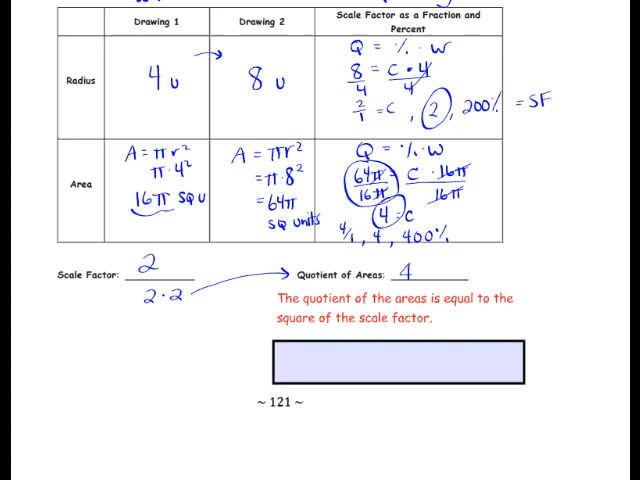 Drawing 1 Drawing 2 Scale Factor as a Fraction and Percent
Radius
4 u
8 u
Q = % · W
8/4 = C · 4/4
2/1 = C , 2 , 200% = SF
Area
A = πr²
π · 4²
16π SQ U
A = πr²
= π · 8²
= 64π
SQ units
Q = % · W
64π/16π = C · 16π/16π
4 = C
4/1 , 4 , 400%
Scale Factor: 2
2 · 2
Quotient of Areas: 4
The quotient of the areas is equal to the
square of the scale factor.
~ 121 ~